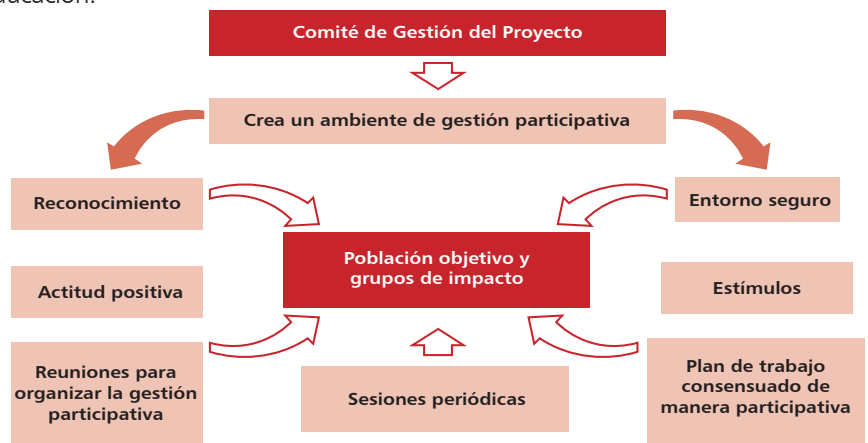 ucación.
Comité de Gestión del Proyecto
Crea un ambiente de gestión participativa
Reconocimiento
Entorno seguro
Población objetivo y
grupos de impacto
Actitud positiva
Estímulos
Reuniones para
organizar la gestión
participativa
Sesiones periódicas
Plan de trabajo
consensuado de
manera participativa